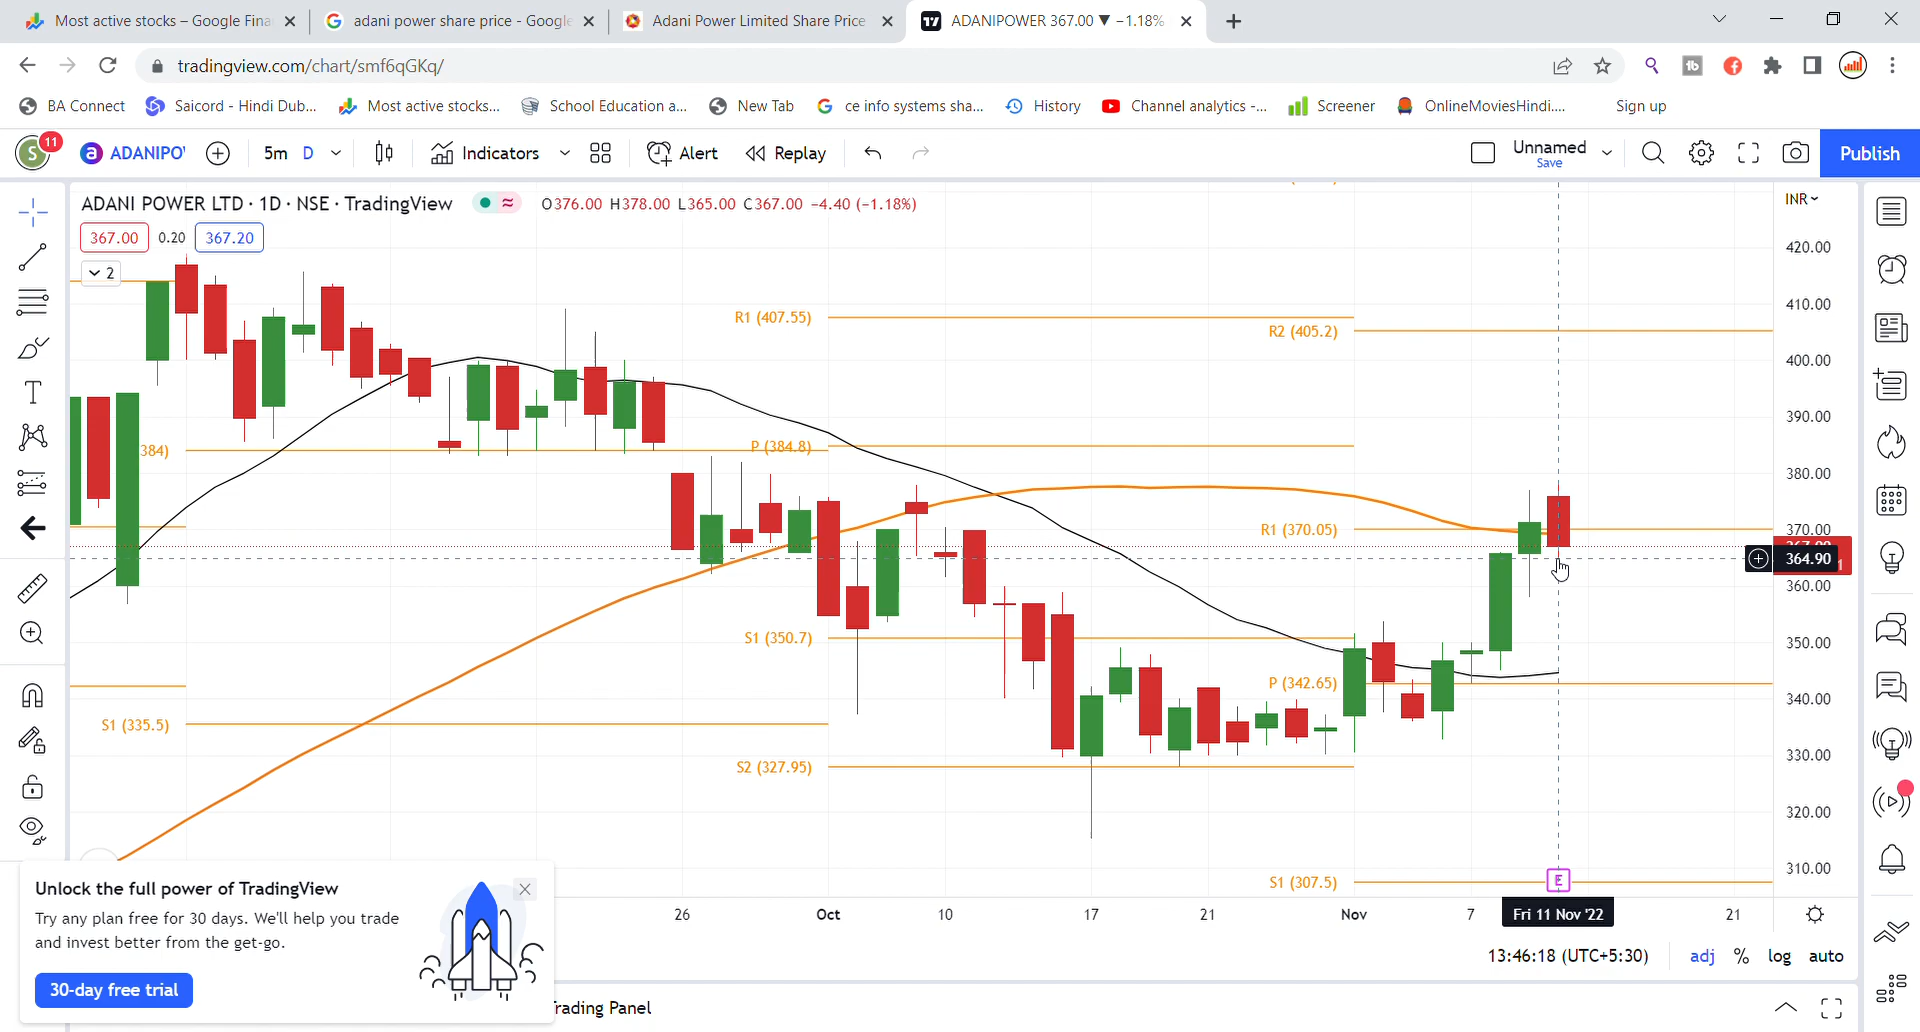 Most active stocks – Google Fina
adani power share price - Google
Adani Power Limited Share Price
ADANIPOWER 367.00 ▼ −1.18%
tradingview.com/chart/smf6qGKq/
BA Connect
Saicord - Hindi Dub...
Most active stocks...
School Education a...
New Tab
ce info systems sha...
History
Channel analytics -...
Screener
OnlineMoviesHindi....
Sign up
S
11
ADANIPO
5m
D
Indicators
Alert
Replay
Unnamed
Save
Publish
ADANI POWER LTD · 1D · NSE · TradingView
O376.00 H378.00 L365.00 C367.00 −4.40 (−1.18%)
INR
367.00
0.20
367.20
2
420.00
410.00
R1 (407.55)
R2 (405.2)
400.00
390.00
384)
P (384.8)
380.00
R1 (370.05)
370.00
364.90
360.00
S1 (350.7)
350.00
P (342.65)
340.00
S1 (335.5)
330.00
S2 (327.95)
320.00
310.00
S1 (307.5)
E
26
Oct
10
17
21
Nov
7
Fri 11 Nov '22
21
13:46:18 (UTC+5:30)
adj
%
log
auto
Unlock the full power of TradingView
Try any plan free for 30 days. We'll help you trade
and invest better from the get-go.
30-day free trial
rading Panel